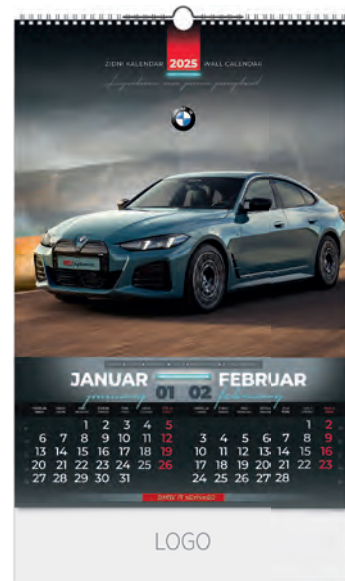 ZIDNI KALENDAR 2025 WALL CALENDAR
JANUAR 01 02 FEBRUAR
january february
1 2 3 4 5 1 2
6 7 8 9 10 11 12 3 4 5 6 7 8 9
13 14 15 16 17 18 19 10 11 12 13 14 15 16
20 21 22 23 24 25 26 17 18 19 20 21 22 23
27 28 29 30 31 24 25 26 27 28
LOGO